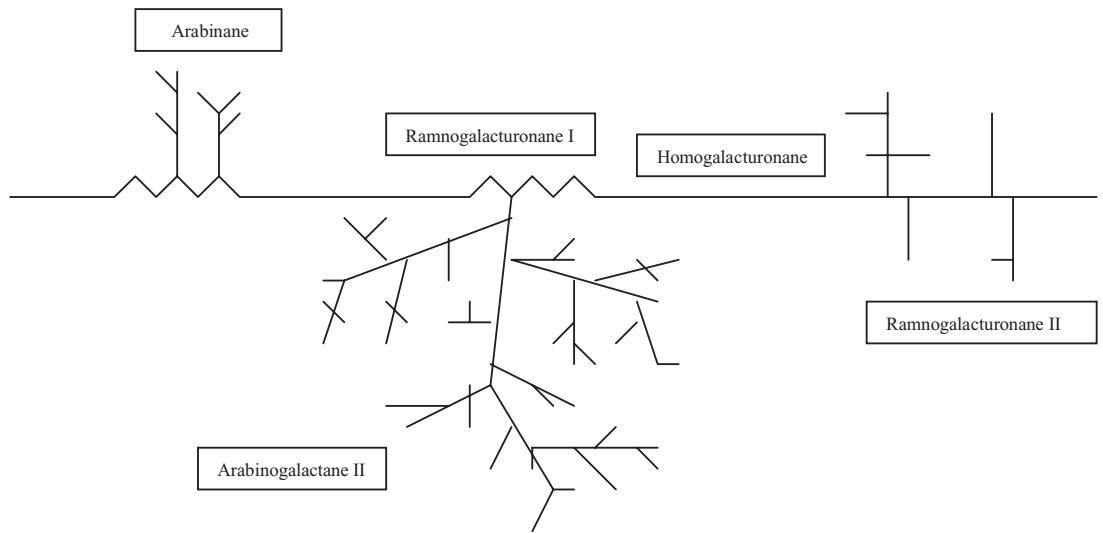 Arabinane
Ramnogalacturonane I
Homogalacturonane
Ramnogalacturonane II
Arabinogalactane II